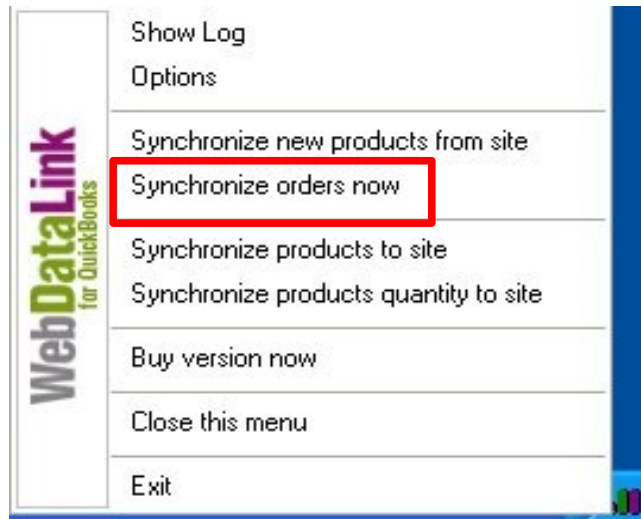 Show Log
Options
Synchronize new products from site
Synchronize orders now
Synchronize products to site
Synchronize products quantity to site
Buy version now
Close this menu
Exit
WebDataLink
for QuickBooks